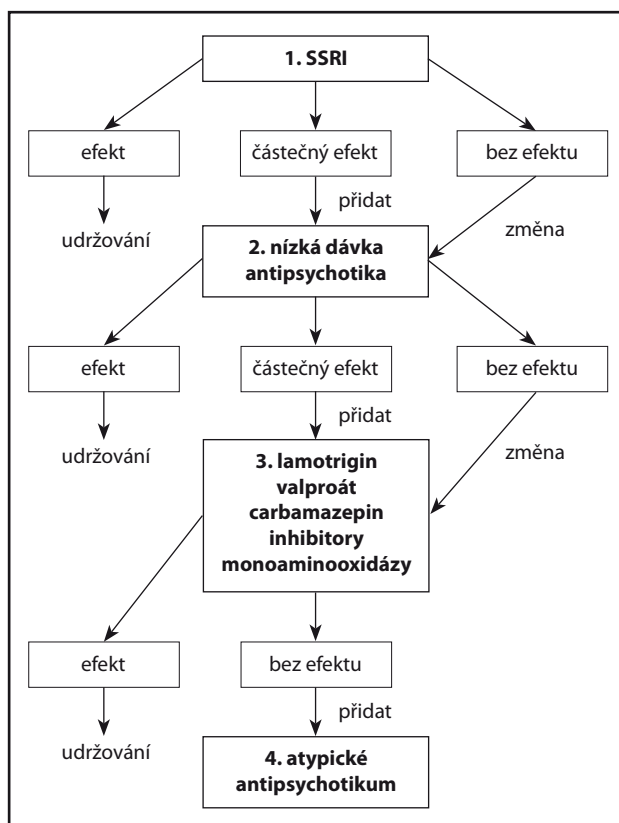 1. SSRI
efekt
částečný efekt
bez efektu
udržování
přidat
změna
2. nízká dávka
antipsychotika
efekt
částečný efekt
bez efektu
udržování
přidat
změna
3. lamotrigin
valproát
carbamazepin
inhibitory
monoaminooxidázy
efekt
bez efektu
udržování
přidat
4. atypické
antipsychotikum